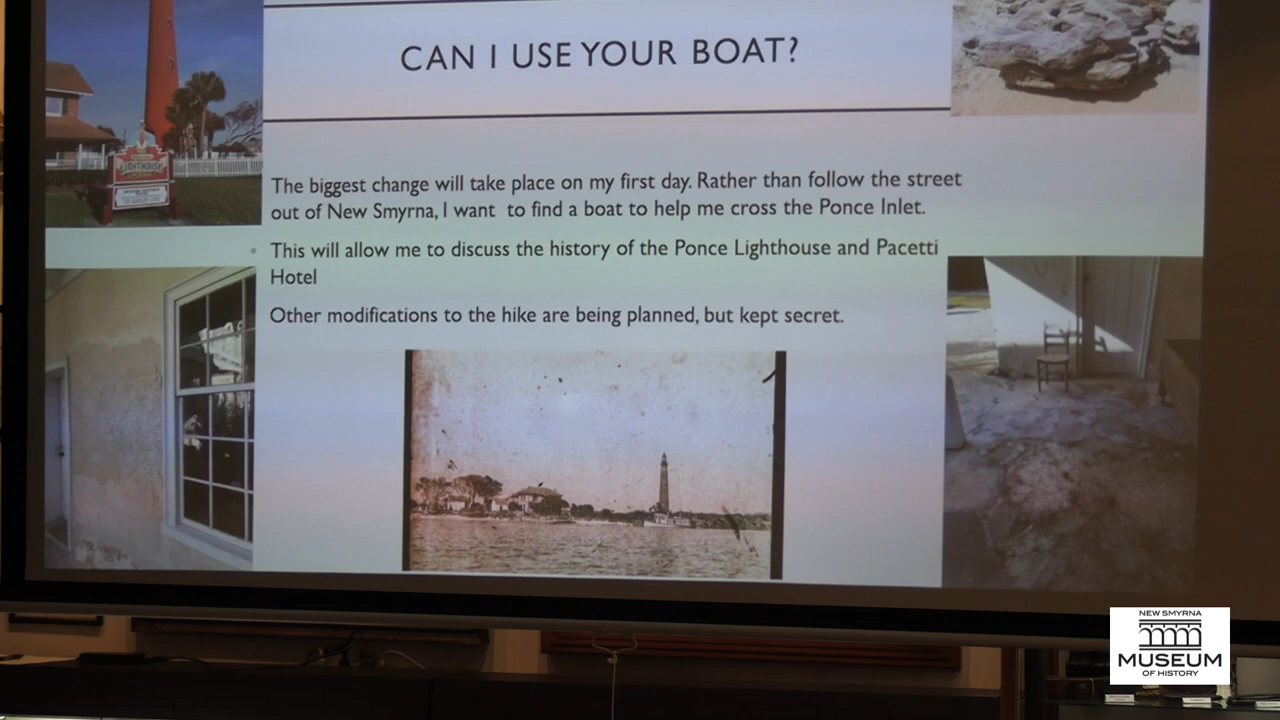 CAN I USE YOUR BOAT?
LIGHTHOUSE
The biggest change will take place on my first day. Rather than follow the street
out of New Smyrna, I want to find a boat to help me cross the Ponce Inlet.
This will allow me to discuss the history of the Ponce Lighthouse and Pacetti
Hotel
Other modifications to the hike are being planned, but kept secret.
NEW SMYRNA
MUSEUM
OF HISTORY